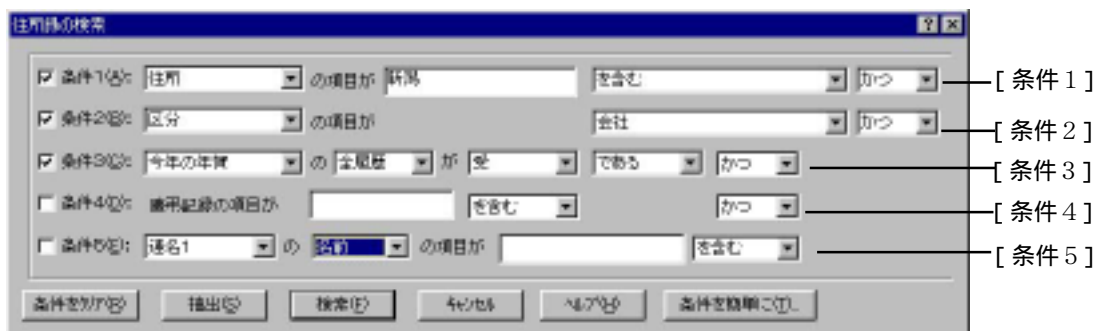 住所録の検索
条件1(A): 住所 の項目が 新潟 を含む かつ [条件1]
条件2(B): 区分 の項目が 会社 かつ [条件2]
条件3(C): 今年の年賀 の 全履歴 が 受 である かつ [条件3]
条件4(D): 備考記録の項目が を含む かつ [条件4]
条件5(E): 連名1 の 名前 の項目が を含む [条件5]
条件をクリア(R) 抽出(S) 検索(F) キャンセル ヘルプ(H) 条件を簡単に(T)...